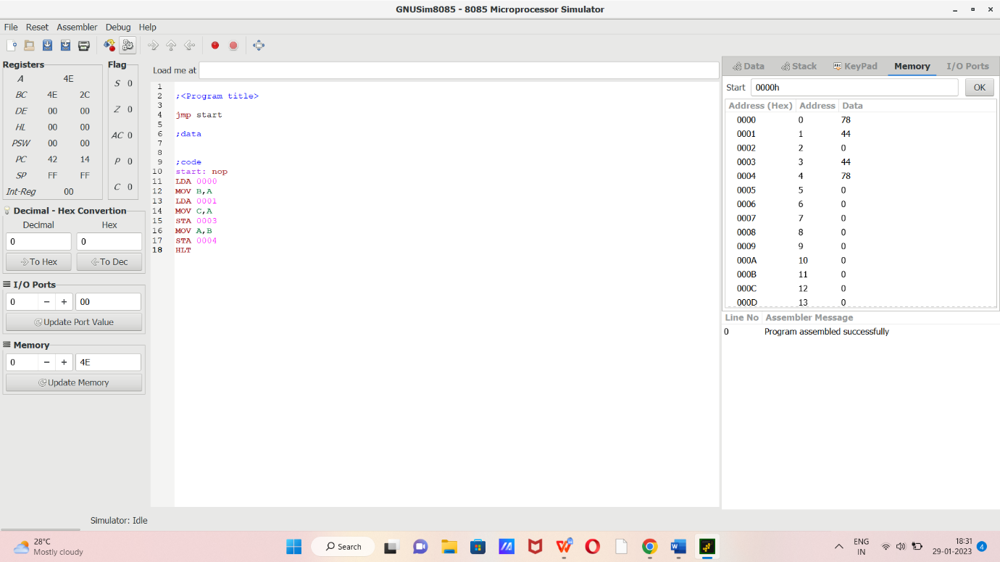 GNUSim8085 - 8085 Microprocessor Simulator
File Reset Assembler Debug Help
Registers
A 4E
BC 4E 2C
DE 00 00
HL 00 00
PSW 00 00
PC 42 14
SP FF FF
Int-Reg 00
Flag
S 0
Z 0
AC 0
P 0
C 0
Decimal - Hex Convertion
Decimal Hex
0 0
To Hex To Dec
I/O Ports
0 − + 00
Update Port Value
Memory
0 − + 4E
Update Memory
Load me at
1
2 ;<Program title>
3
4 jmp start
5
6 ;data
7
8
9 ;code
10 start: nop
11 LDA 0000
12 MOV B,A
13 LDA 0001
14 MOV C,A
15 STA 0003
16 MOV A,B
17 STA 0004
18 HLT
Data Stack KeyPad Memory I/O Ports
Start 0000h OK
Address (Hex) Address Data
0000 0 78
0001 1 44
0002 2 0
0003 3 44
0004 4 78
0005 5 0
0006 6 0
0007 7 0
0008 8 0
0009 9 0
000A 10 0
000B 11 0
000C 12 0
000D 13 0
Line No Assembler Message
0 Program assembled successfully
Simulator: Idle
28°C
Mostly cloudy
Search
ENG
IN
18:31
29-01-2023
4